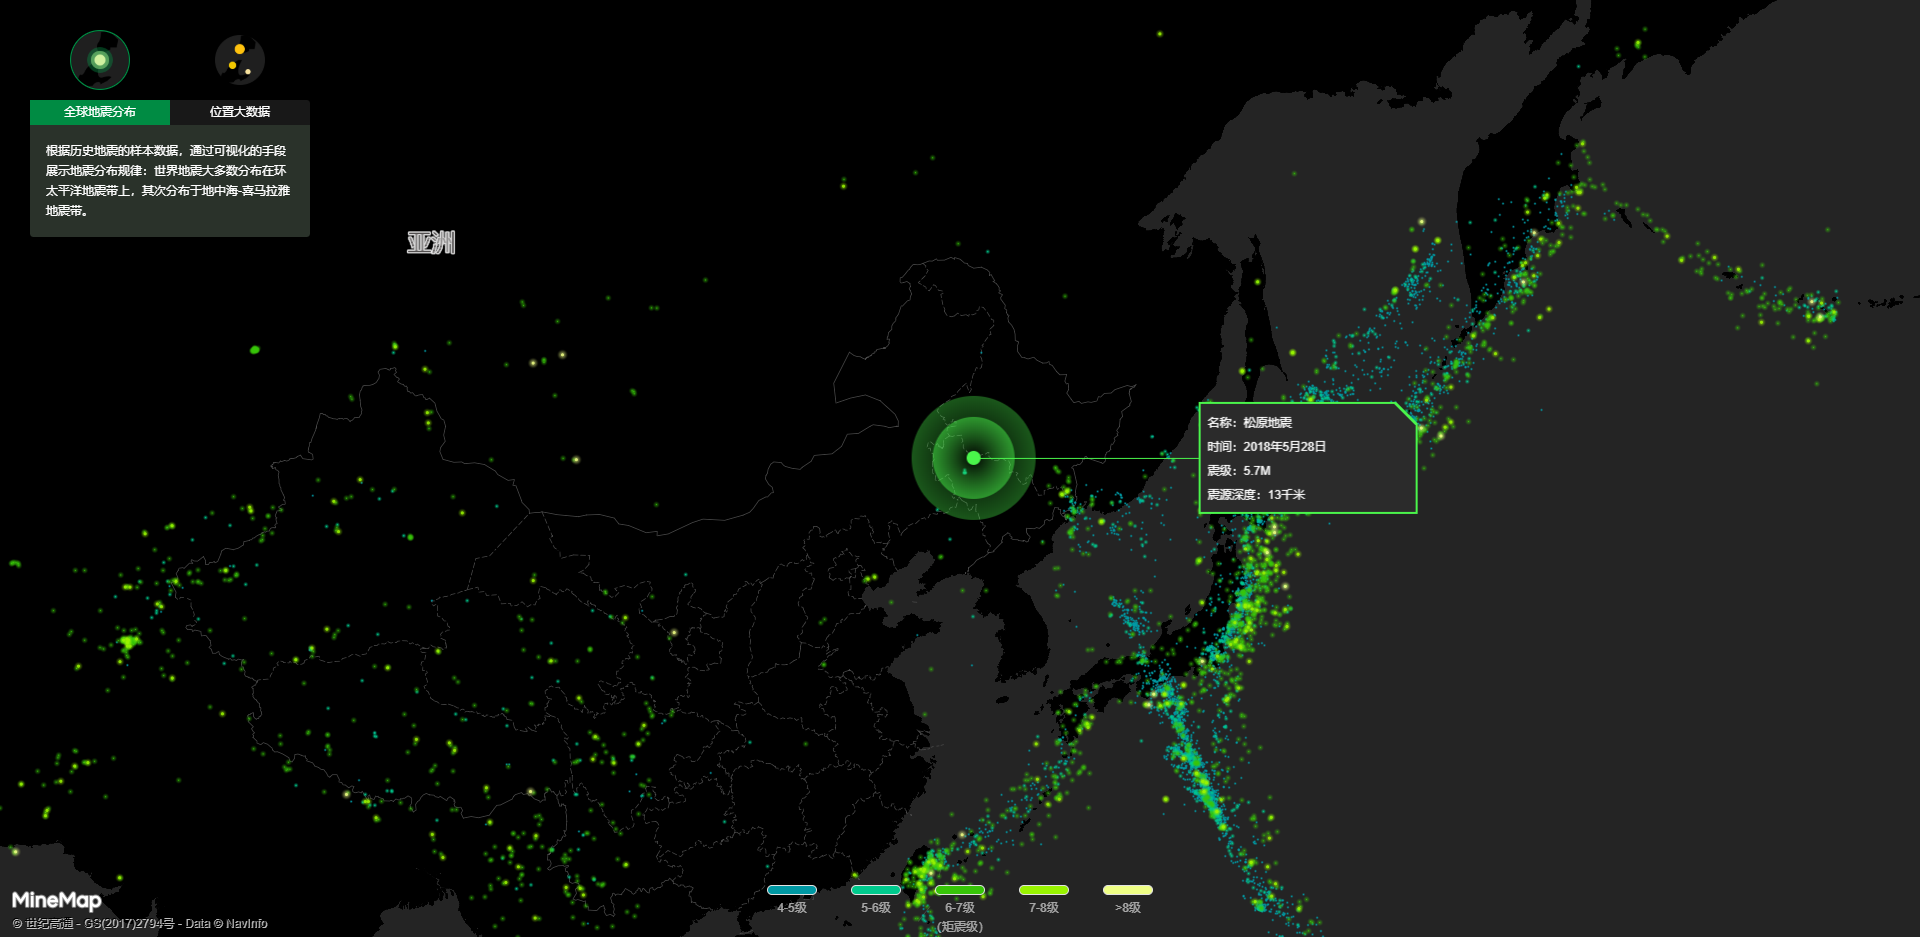 全球地震分布
位置大数据
根据历史地震的样本数据，通过可视化的手段
展示地震分布规律：世界地震大多数分布在环
太平洋地震带上，其次分布于地中海-喜马拉雅
地震带。
亚洲
名称：松原地震
时间：2018年5月28日
震级：5.7M
震源深度：13千米
4-5级
5-6级
6-7级
7-8级
>8级
(矩震级)
MineMap
© 世纪高通 - GS(2017)2794号 - Data © NavInfo